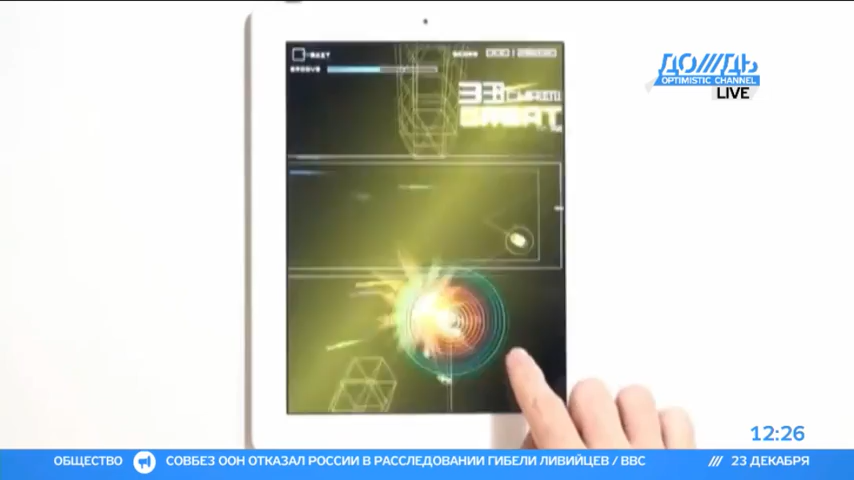 ДОЖДЬ
OPTIMISTIC CHANNEL
LIVE
33
GREAT
12:26
ОБЩЕСТВО СОВБЕЗ ООН ОТКАЗАЛ РОССИИ В РАССЛЕДОВАНИИ ГИБЕЛИ ЛИВИЙЦЕВ / BBC /// 23 ДЕКАБРЯ